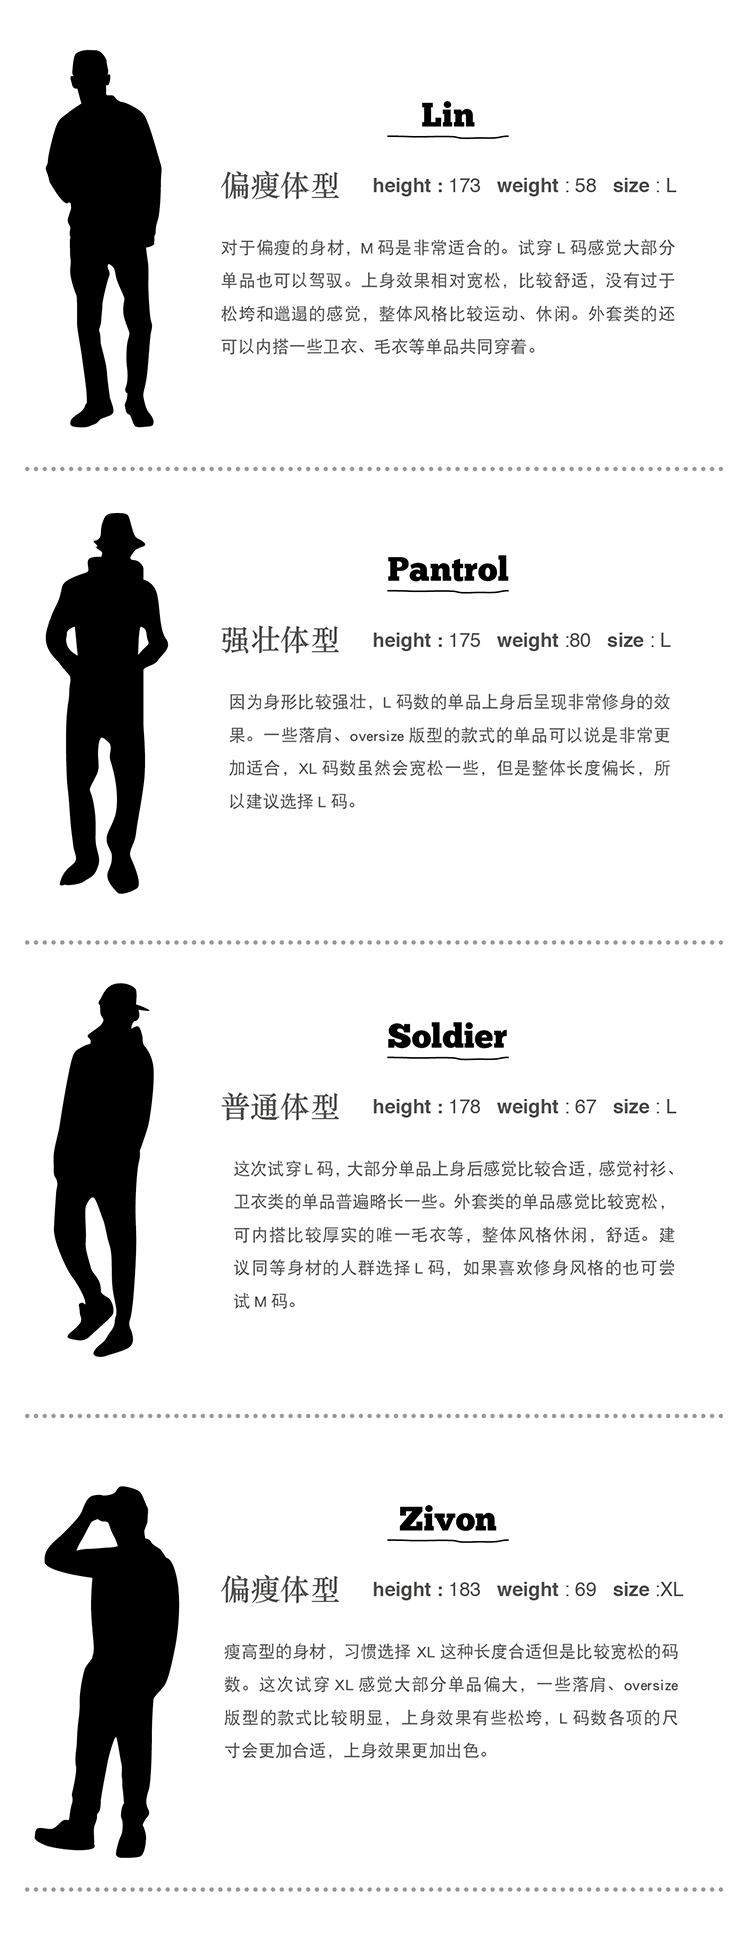 Lin
偏瘦体型 height : 173 weight : 58 size : L
对于偏瘦的身材，M 码是非常适合的。试穿 L 码感觉大部分
单品也可以驾驭。上身效果相对宽松，比较舒适，没有过于
松垮和邋遢的感觉，整体风格比较运动、休闲。外套类的还
可以内搭一些卫衣、毛衣等单品共同穿着。
Pantrol
强壮体型 height : 175 weight :80 size : L
因为身形比较强壮，L 码数的单品上身后呈现非常修身的效
果。一些落肩、oversize 版型的款式的单品可以说是非常更
加适合，XL 码数虽然会宽松一些，但是整体长度偏长，所
以建议选择 L 码。
Soldier
普通体型 height : 178 weight : 67 size : L
这次试穿 L 码，大部分单品上身后感觉比较合适，感觉衬衫、
卫衣类的单品普遍略长一些。外套类的单品感觉比较宽松，
可内搭比较厚实的唯一毛衣等，整体风格休闲，舒适。建
议同等身材的人群选择 L 码，如果喜欢修身风格的也可尝
试 M 码。
Zivon
偏瘦体型 height : 183 weight : 69 size :XL
瘦高型的身材，习惯选择 XL 这种长度合适但是比较宽松的码
数。这次试穿 XL 感觉大部分单品偏大，一些落肩、oversize
版型的款式比较明显，上身效果有些松垮，L 码数各项的尺
寸会更加合适，上身效果更加出色。